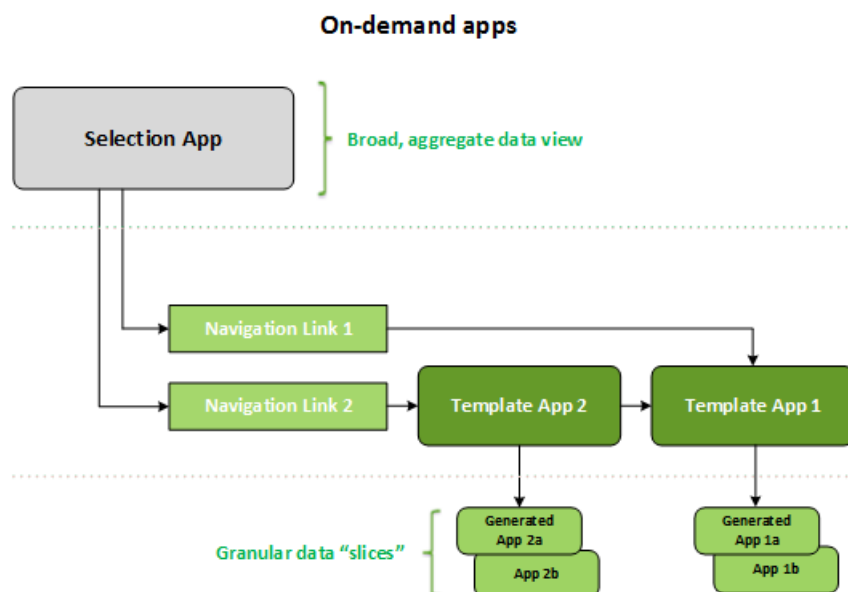 On-demand apps
Selection App
Broad, aggregate data view
Navigation Link 1
Navigation Link 2
Template App 2
Template App 1
Granular data “slices”
Generated
App 2a
App 2b
Generated
App 1a
App 1b